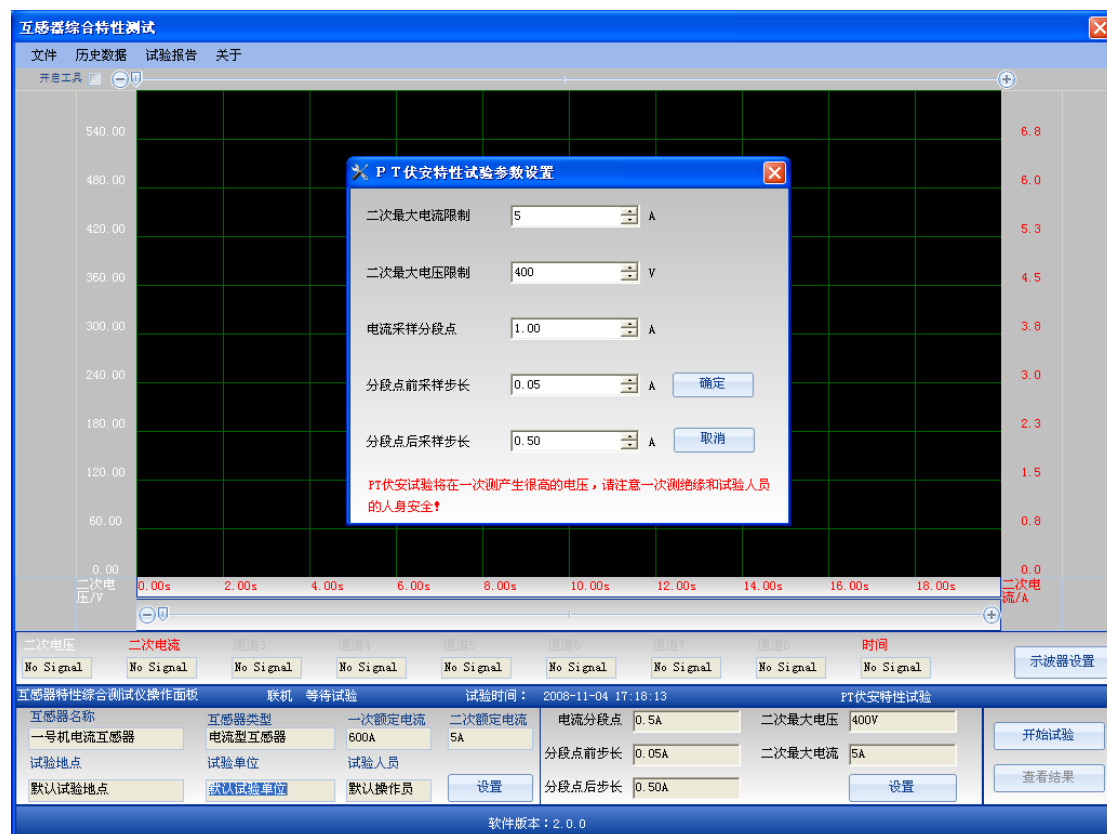 互感器综合特性测试
文件 历史数据 试验报告 关于
开启工具
540.00
480.00
420.00
360.00
300.00
240.00
180.00
120.00
60.00
0.00
二次电压/V
6.8
6.0
5.3
4.5
3.8
3.0
2.3
1.5
0.8
0.0
二次电流/A
PT伏安特性试验参数设置
二次最大电流限制 5 A
二次最大电压限制 400 V
电流采样分段点 1.00 A
分段点前采样步长 0.05 A 确定
分段点后采样步长 0.50 A 取消
PT伏安试验将在一次测产生很高的电压，请注意一次测绝缘和试验人员
的人身安全！
0.00s 2.00s 4.00s 6.00s 8.00s 10.00s 12.00s 14.00s 16.00s 18.00s
二次电压 二次电流 通道3 通道4 通道5 通道6 通道7 通道8 时间
No Signal No Signal No Signal No Signal No Signal No Signal No Signal No Signal No Signal 示波器设置
互感器特性综合测试仪操作面板 联机 等待试验 试验时间： 2008-11-04 17:18:13 PT伏安特性试验
互感器名称 互感器类型 一次额定电流 二次额定电流
一号机电流互感器 电流型互感器 600A 5A
试验地点 试验单位 试验人员
默认试验地点 默认试验单位 默认操作员 设置
电流分段点 0.5A 二次最大电压 400V
分段点前步长 0.05A 二次最大电流 5A
分段点后步长 0.50A 设置
开始试验
查看结果
软件版本：2.0.0